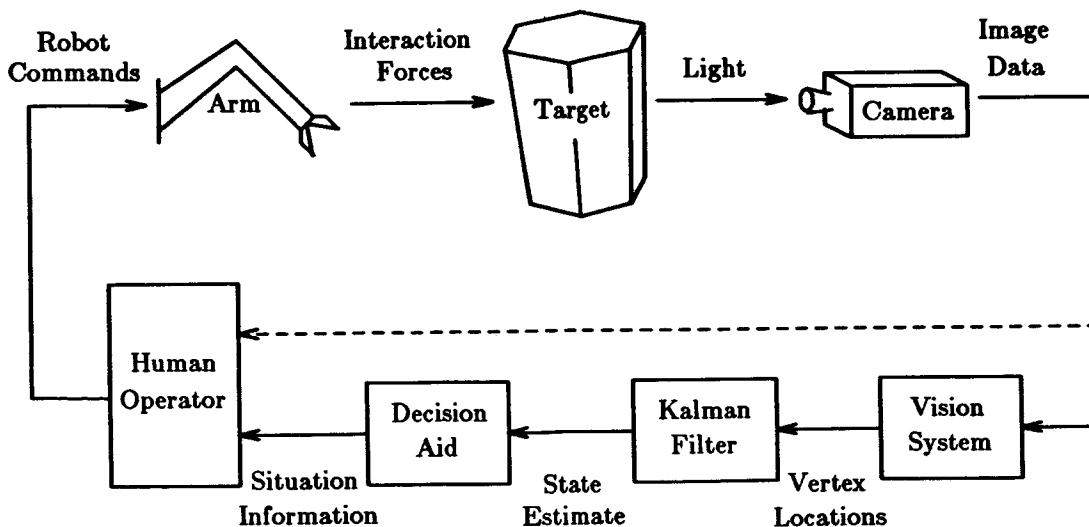 Robot
Commands
Arm
Interaction
Forces
Target
Light
Camera
Image
Data
Human
Operator
Decision
Aid
Kalman
Filter
Vision
System
Situation
Information
State
Estimate
Vertex
Locations